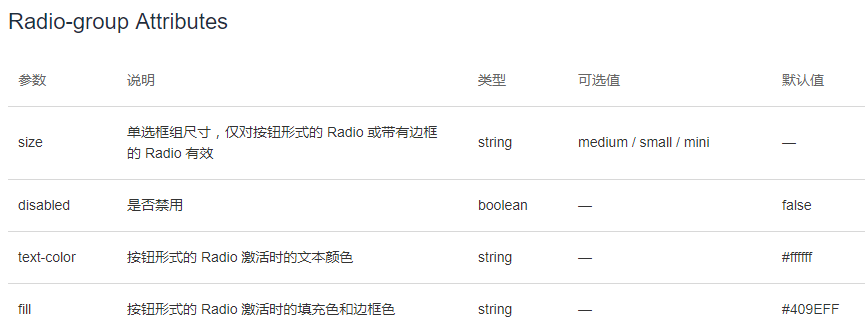 Radio-group Attributes
参数 说明 类型 可选值 默认值
size 单选框组尺寸，仅对按钮形式的 Radio 或带有边框的 Radio 有效 string medium / small / mini —
disabled 是否禁用 boolean — false
text-color 按钮形式的 Radio 激活时的文本颜色 string — #ffffff
fill 按钮形式的 Radio 激活时的填充色和边框色 string — #409EFF